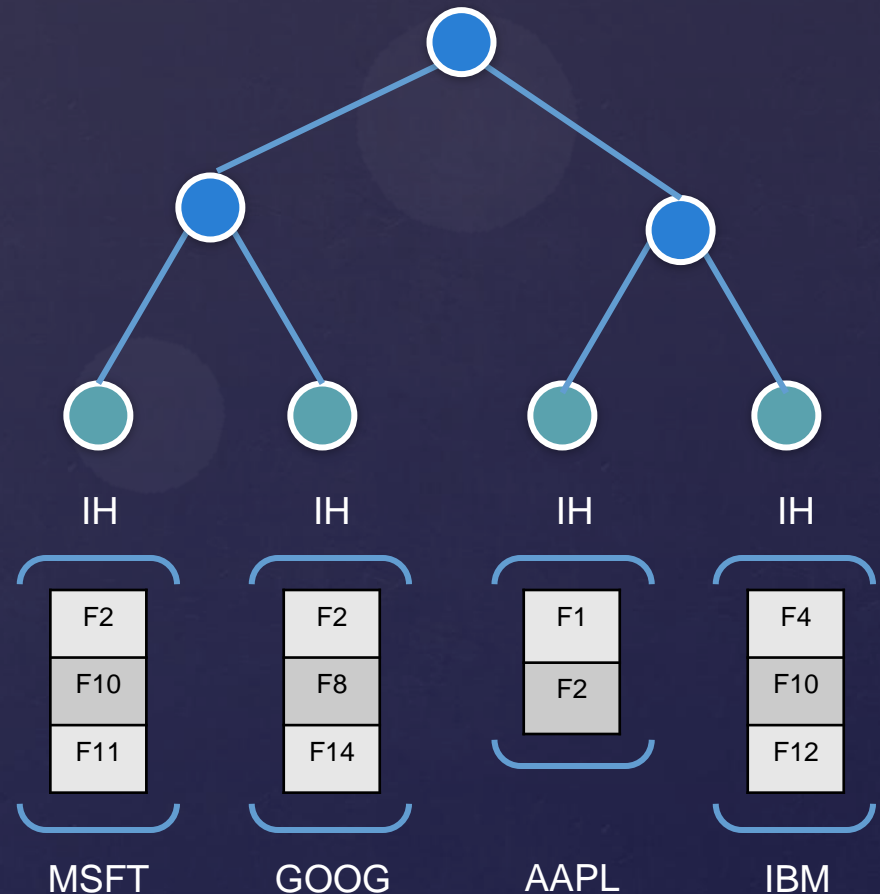 IH IH IH IH
F2 F2 F1 F4
F10 F8 F2 F10
F11 F14 F12
MSFT GOOG AAPL IBM